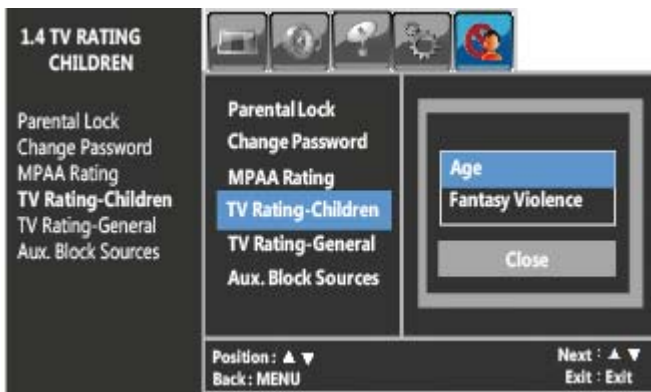 1.4 TV RATING
CHILDREN
Parental Lock
Change Password
MPAA Rating
TV Rating-Children
TV Rating-General
Aux. Block Sources
Parental Lock
Change Password
MPAA Rating
TV Rating-Children
TV Rating-General
Aux. Block Sources
Age
Fantasy Violence
Close
Position : ▲ ▼
Back : MENU
Next : ▲ ▼
Exit : Exit